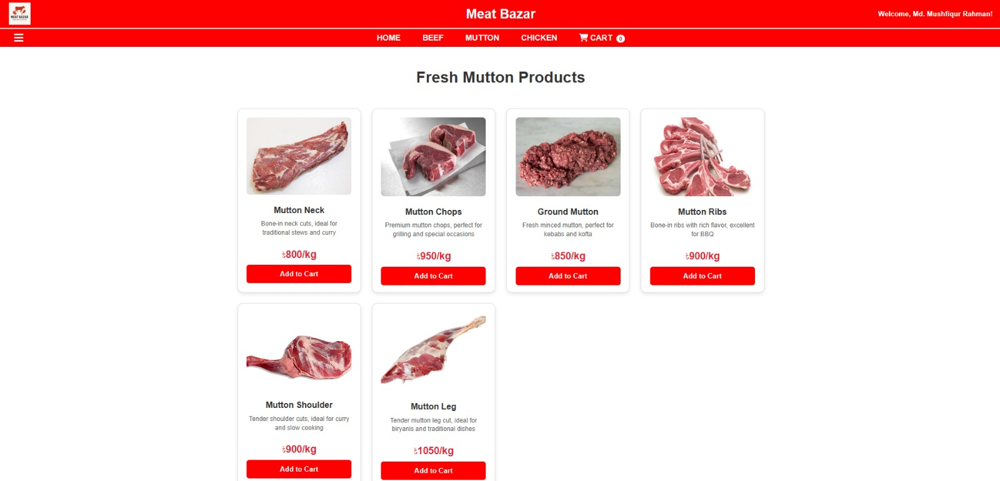 MEAT BAZAR
Meat Bazar
Welcome, Md. Mushfiqur Rahman!
HOME
BEEF
MUTTON
CHICKEN
CART 0
Fresh Mutton Products
Mutton Neck
Bone-in neck cuts, ideal for
traditional stews and curry
৳800/kg
Add to Cart
Mutton Chops
Premium mutton chops, perfect for
grilling and special occasions
৳950/kg
Add to Cart
Ground Mutton
Fresh minced mutton, perfect for
kebabs and kofta
৳850/kg
Add to Cart
Mutton Ribs
Bone-in ribs with rich flavor, excellent
for BBQ
৳900/kg
Add to Cart
Mutton Shoulder
Tender shoulder cuts, ideal for curry
and slow cooking
৳900/kg
Add to Cart
Mutton Leg
Tender mutton leg cut, ideal for
biryanis and traditional dishes
৳1050/kg
Add to Cart